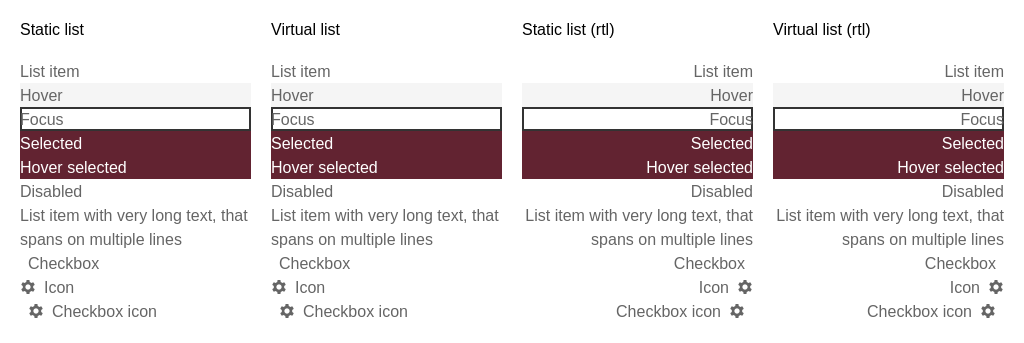 Static list
List item
Hover
Focus
Selected
Hover selected
Disabled
List item with very long text, that
spans on multiple lines
Checkbox
Icon
Checkbox icon
Virtual list
List item
Hover
Focus
Selected
Hover selected
Disabled
List item with very long text, that
spans on multiple lines
Checkbox
Icon
Checkbox icon
Static list (rtl)
List item
Hover
Focus
Selected
Hover selected
Disabled
List item with very long text, that
spans on multiple lines
Checkbox
Icon
Checkbox icon
Virtual list (rtl)
List item
Hover
Focus
Selected
Hover selected
Disabled
List item with very long text, that
spans on multiple lines
Checkbox
Icon
Checkbox icon